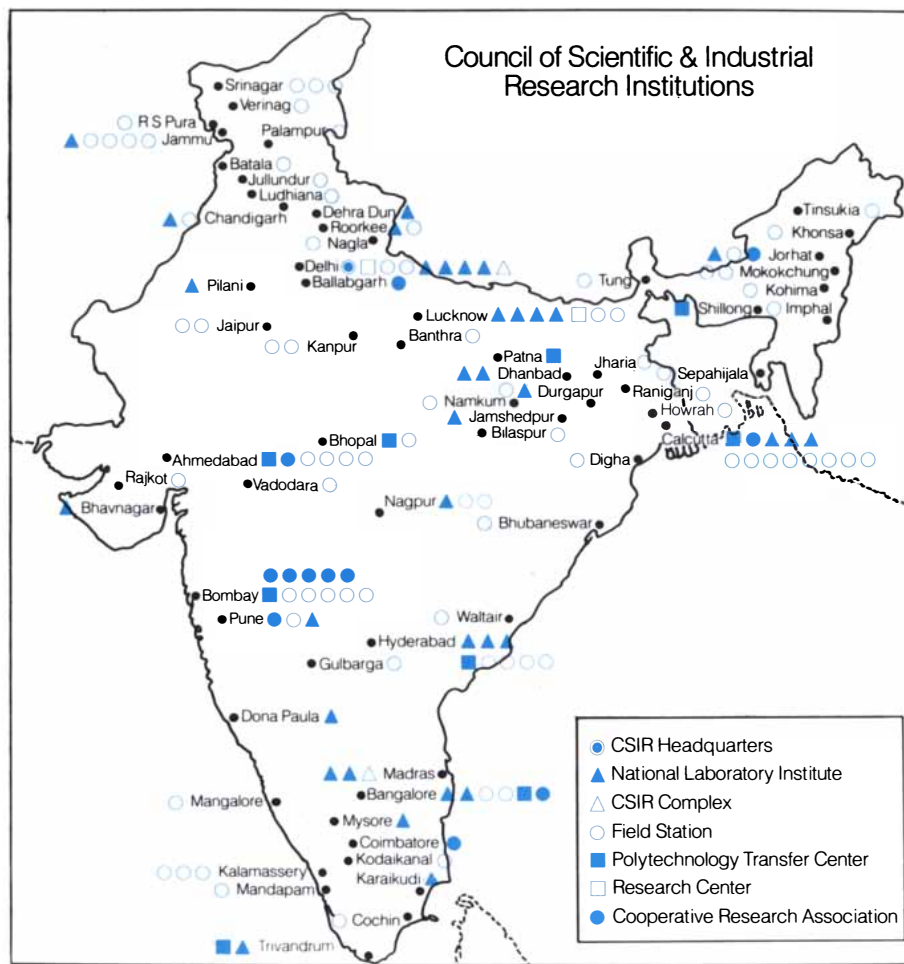 Council of Scientific & Industrial
Research Institutions
Srinagar
Verinag
R S Pura
Palampur
Jammu
Batala
Jullundur
Ludhiana
Chandigarh
Dehra Dun
Roorkee
Nagla
Delhi
Ballabgarh
Pilani
Lucknow
Jaipur
Kanpur
Banthra
Tinsukia
Khonsa
Jorhat
Mokokchung
Kohima
Tung
Shillong
Imphal
Patna
Jharia
Sepahijala
Dhanbad
Durgapur
Raniganj
Namkum
Howrah
Jamshedpur
Bilaspur
Calcutta
Bhopal
Ahmedabad
Digha
Rajkot
Vadodara
Nagpur
Bhavnagar
Bhubaneswar
Bombay
Pune
Waltair
Hyderabad
Gulbarga
Dona Paula
Madras
Bangalore
Mangalore
Mysore
Coimbatore
Kodaikanal
Kalamassery
Karaikudi
Mandapam
Cochin
Trivandrum
CSIR Headquarters
National Laboratory Institute
CSIR Complex
Field Station
Polytechnology Transfer Center
Research Center
Cooperative Research Association